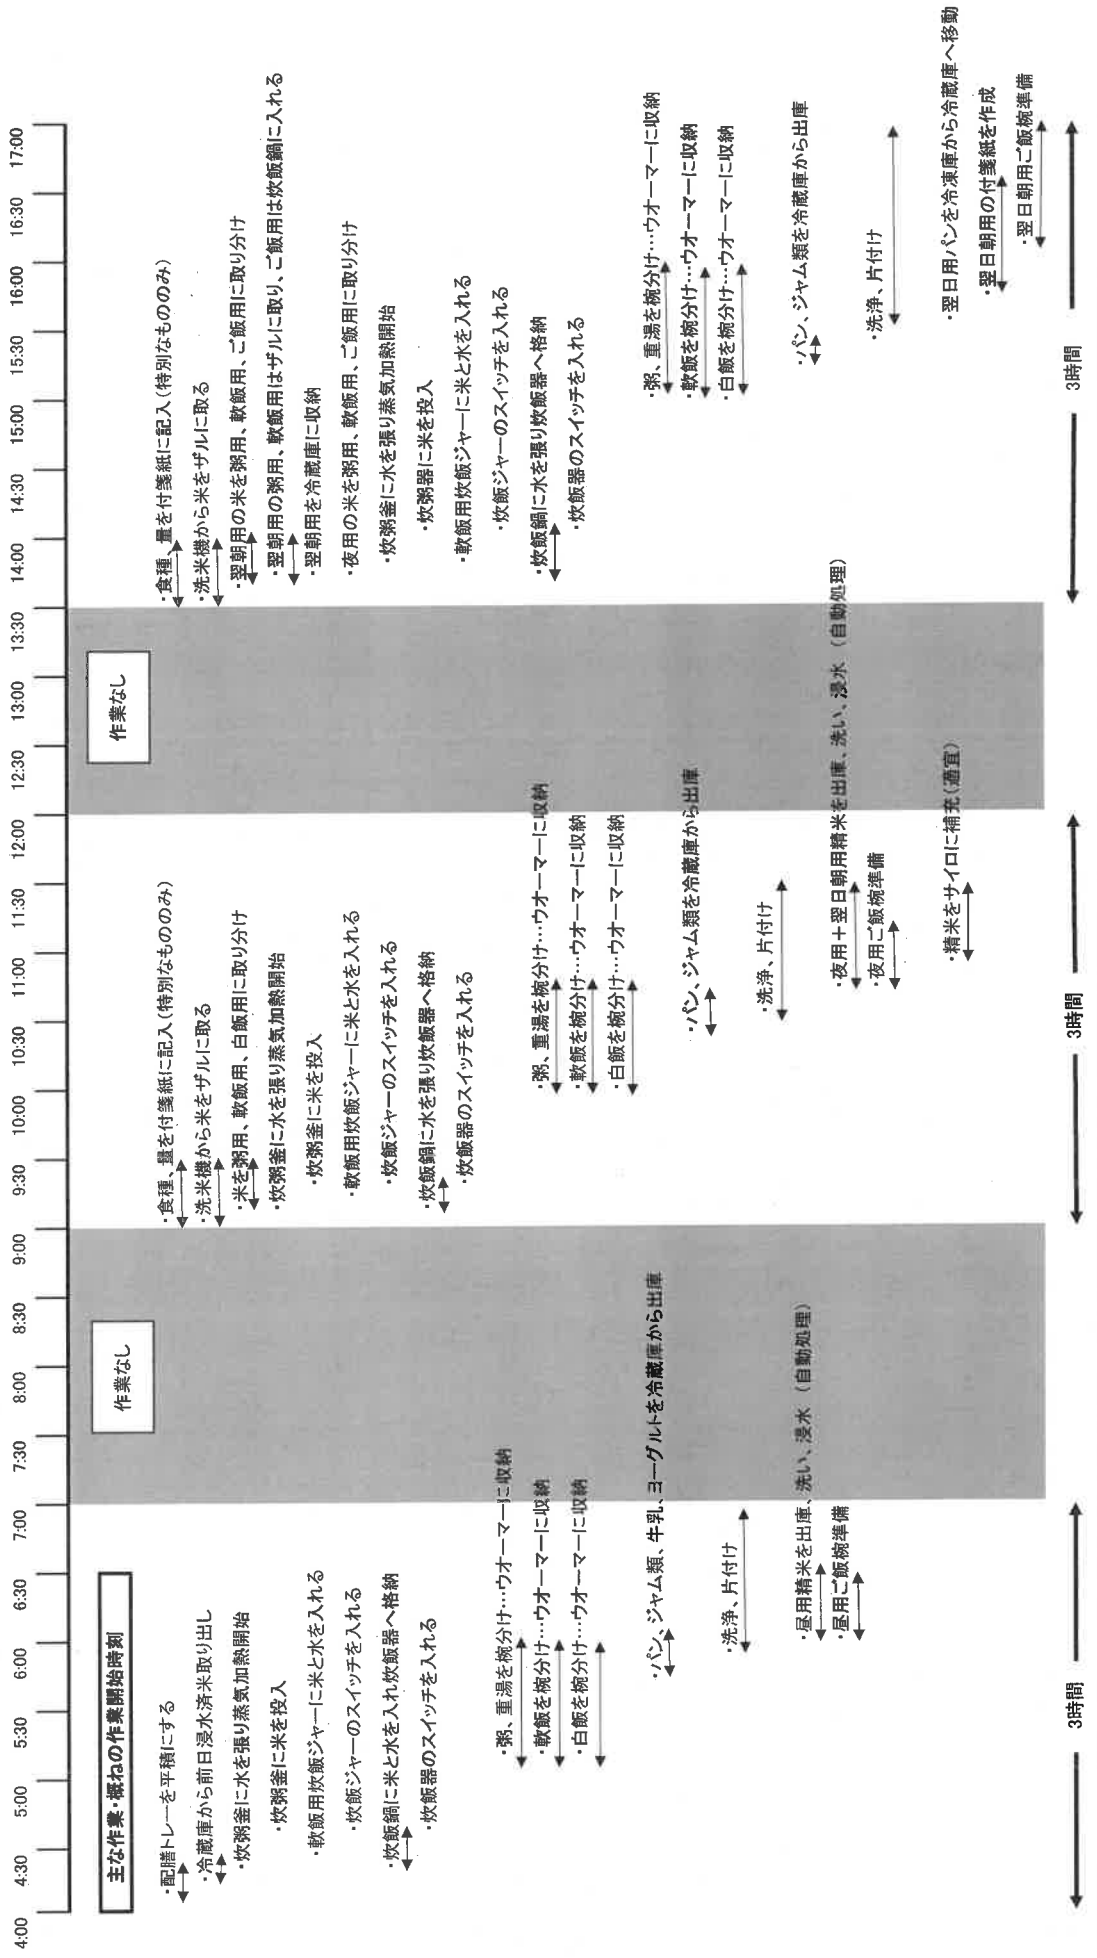 4:00 4:30 5:00 5:30 6:00 6:30 7:00 7:30 8:00 8:30 9:00 9:30 10:00 10:30 11:00 11:30 12:00 12:30 13:00 13:30 14:00 14:30 15:00 15:30 16:00 16:30 17:00
主な作業・概ねの作業開始時刻
・配膳トレーを平積にする
・冷蔵庫から前日浸水済米取り出し
・炊粥釜に水を張り蒸気加熱開始
・炊粥釜に米を投入
・軟飯用炊飯ジャーに米と水を入れる
・炊飯ジャーのスイッチを入れる
・炊飯鍋に米と水を入れ炊飯器へ格納
・炊飯器のスイッチを入れる
・粥、重湯を椀分け…ウオーマーに収納
・軟飯を椀分け…ウオーマーに収納
・白飯を椀分け…ウオーマーに収納
・パン、ジャム類、牛乳、ヨーグルトを冷蔵庫から出庫
・洗浄、片付け
・昼用精米を出庫、洗い、浸水（自動処理）
・昼用ご飯椀準備
3時間
作業なし
・食種、量を付箋紙に記入（特別なもののみ）
・洗米機から米をザルに取る
・米を粥用、軟飯用、白飯用に取り分け
・炊粥釜に水を張り蒸気加熱開始
・炊粥釜に米を投入
・軟飯用炊飯ジャーに米と水を入れる
・炊飯ジャーのスイッチを入れる
・炊飯鍋に水を張り炊飯器へ格納
・炊飯器のスイッチを入れる
・粥、重湯を椀分け…ウオーマーに収納
・軟飯を椀分け…ウオーマーに収納
・白飯を椀分け…ウオーマーに収納
・パン、ジャム類を冷蔵庫から出庫
・洗浄、片付け
・夜用＋翌日朝用精米を出庫、洗い、浸水（自動処理）
・夜用ご飯椀準備
・精米をサイロに補充（適宜）
3時間
作業なし
・食種、量を付箋紙に記入（特別なもののみ）
・洗米機から米をザルに取る
・翌朝用の米を粥用、軟飯用、ご飯用に取り分け
・翌朝用の粥用、軟飯用はザルに取り、ご飯用は炊飯鍋に入れる
・翌朝用を冷蔵庫に収納
・夜用の米を粥用、軟飯用、ご飯用に取り分け
・炊粥釜に水を張り蒸気加熱開始
・炊粥器に米を投入
・軟飯用炊飯ジャーに米と水を入れる
・炊飯ジャーのスイッチを入れる
・炊飯鍋に水を張り炊飯器へ格納
・炊飯器のスイッチを入れる
・粥、重湯を椀分け…ウオーマーに収納
・軟飯を椀分け…ウオーマーに収納
・白飯を椀分け…ウオーマーに収納
・パン、ジャム類を冷蔵庫から出庫
・洗浄、片付け
・翌日用パンを冷凍庫から冷蔵庫へ移動
・翌日朝用の付箋紙を作成
・翌日朝用ご飯椀準備
3時間